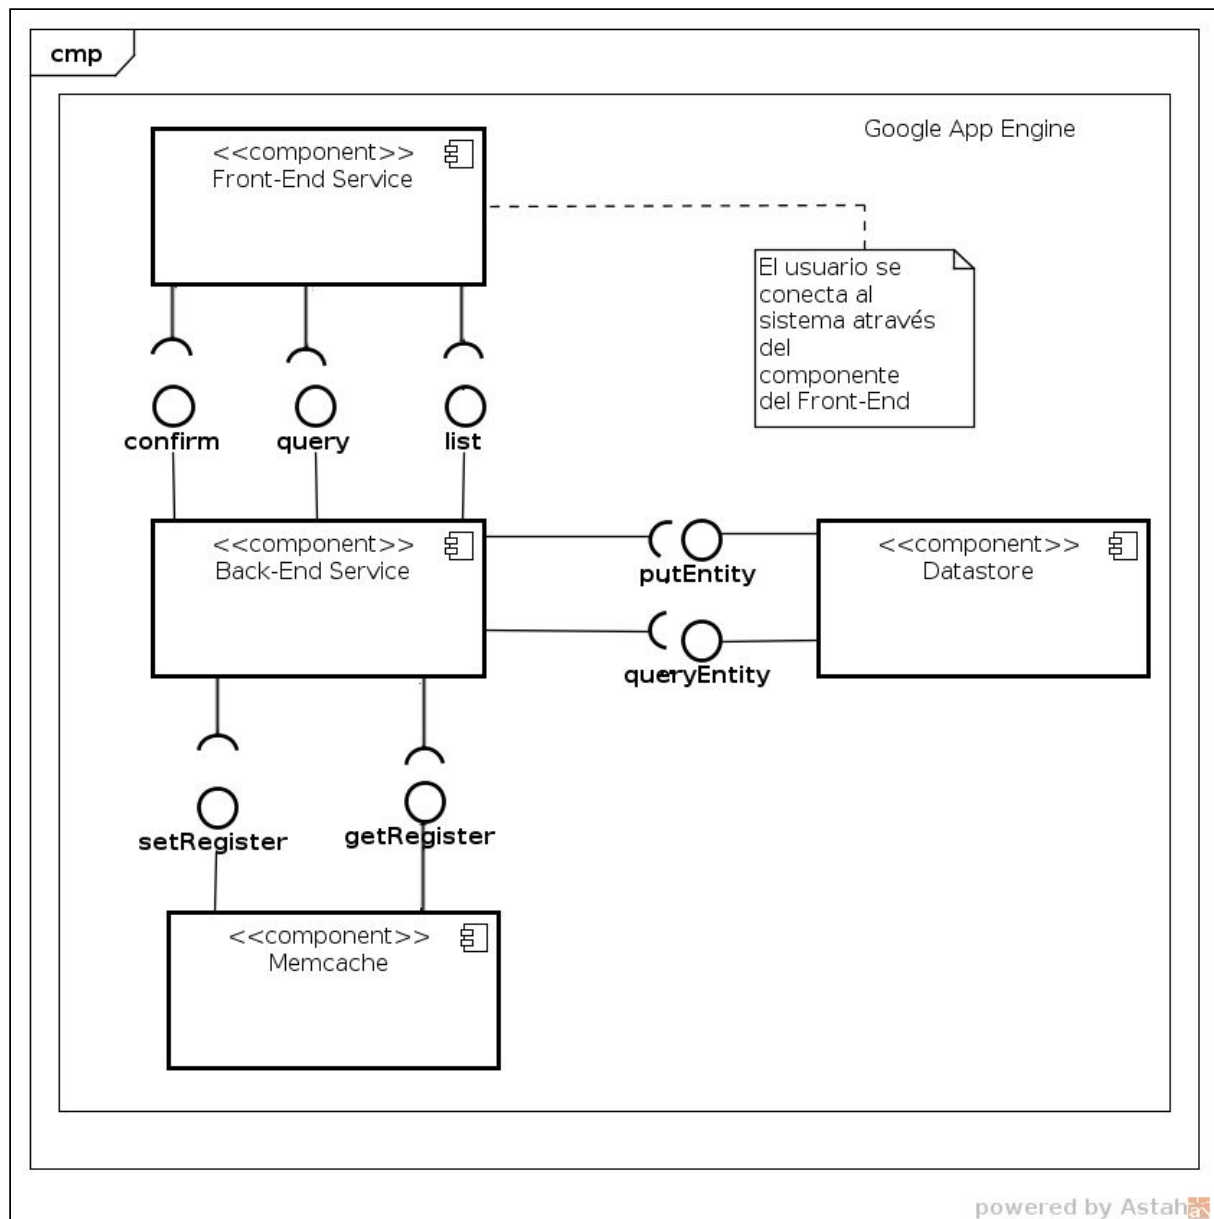 cmp
Google App Engine
<<component>>
Front-End Service
El usuario se
conecta al
sistema através
del
componente
del Front-End
confirm
query
list
<<component>>
Back-End Service
putEntity
queryEntity
<<component>>
Datastore
setRegister
getRegister
<<component>>
Memcache
powered by Astah